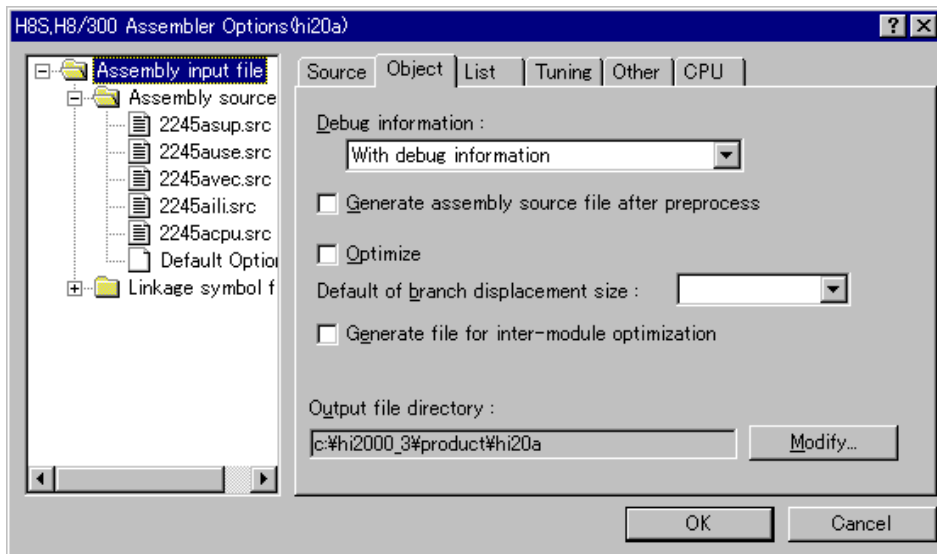 H8S,H8/300 Assembler Options(hi20a)
Assembly input file
Assembly source
2245asup.src
2245ause.src
2245avec.src
2245aili.src
2245acpu.src
Default Option
Linkage symbol f
Source Object List Tuning Other CPU
Debug information :
With debug information
Generate assembly source file after preprocess
Optimize
Default of branch displacement size :
Generate file for inter-module optimization
Output file directory :
c:¥hi2000_3¥product¥hi20a
Modify...
OK Cancel